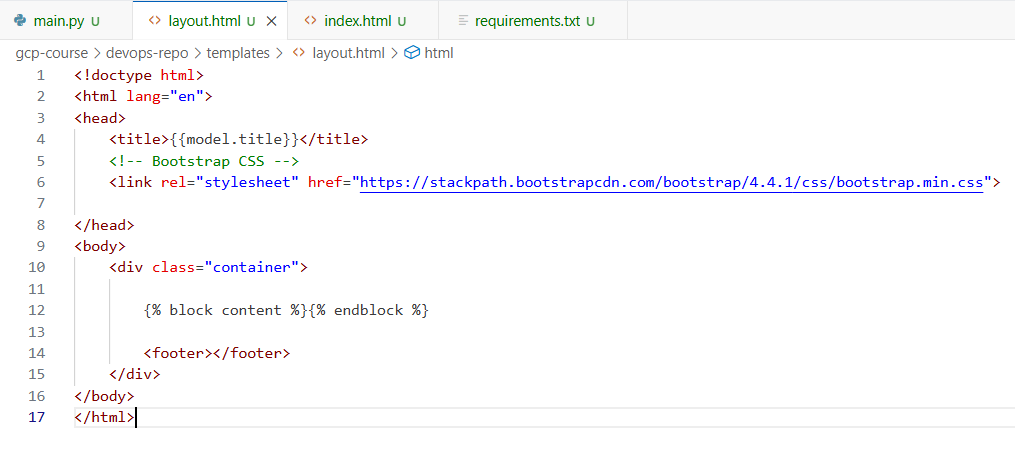 main.py U layout.html U × index.html U requirements.txt U
gcp-course > devops-repo > templates > <> layout.html > html
1 <!doctype html>
2 <html lang="en">
3 <head>
4 <title>{{model.title}}</title>
5 <!-- Bootstrap CSS -->
6 <link rel="stylesheet" href="https://stackpath.bootstrapcdn.com/bootstrap/4.4.1/css/bootstrap.min.css">
7
8 </head>
9 <body>
10 <div class="container">
11
12 {% block content %}{% endblock %}
13
14 <footer></footer>
15 </div>
16 </body>
17 </html>